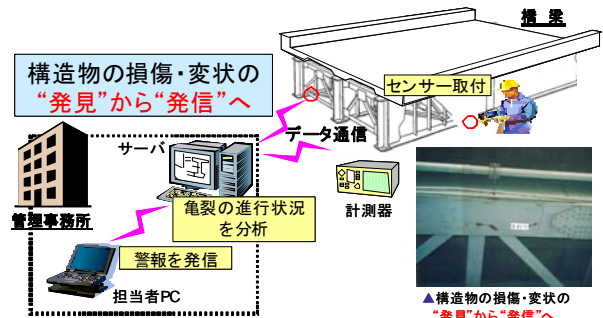 橋 梁
構造物の損傷・変状の
“発見”から“発信”へ
センサー取付
データ通信
サーバ
計測器
管理事務所
亀裂の進行状況
を分析
警報を発信
担当者PC
▲構造物の損傷・変状の
“発見”から“発信”へ